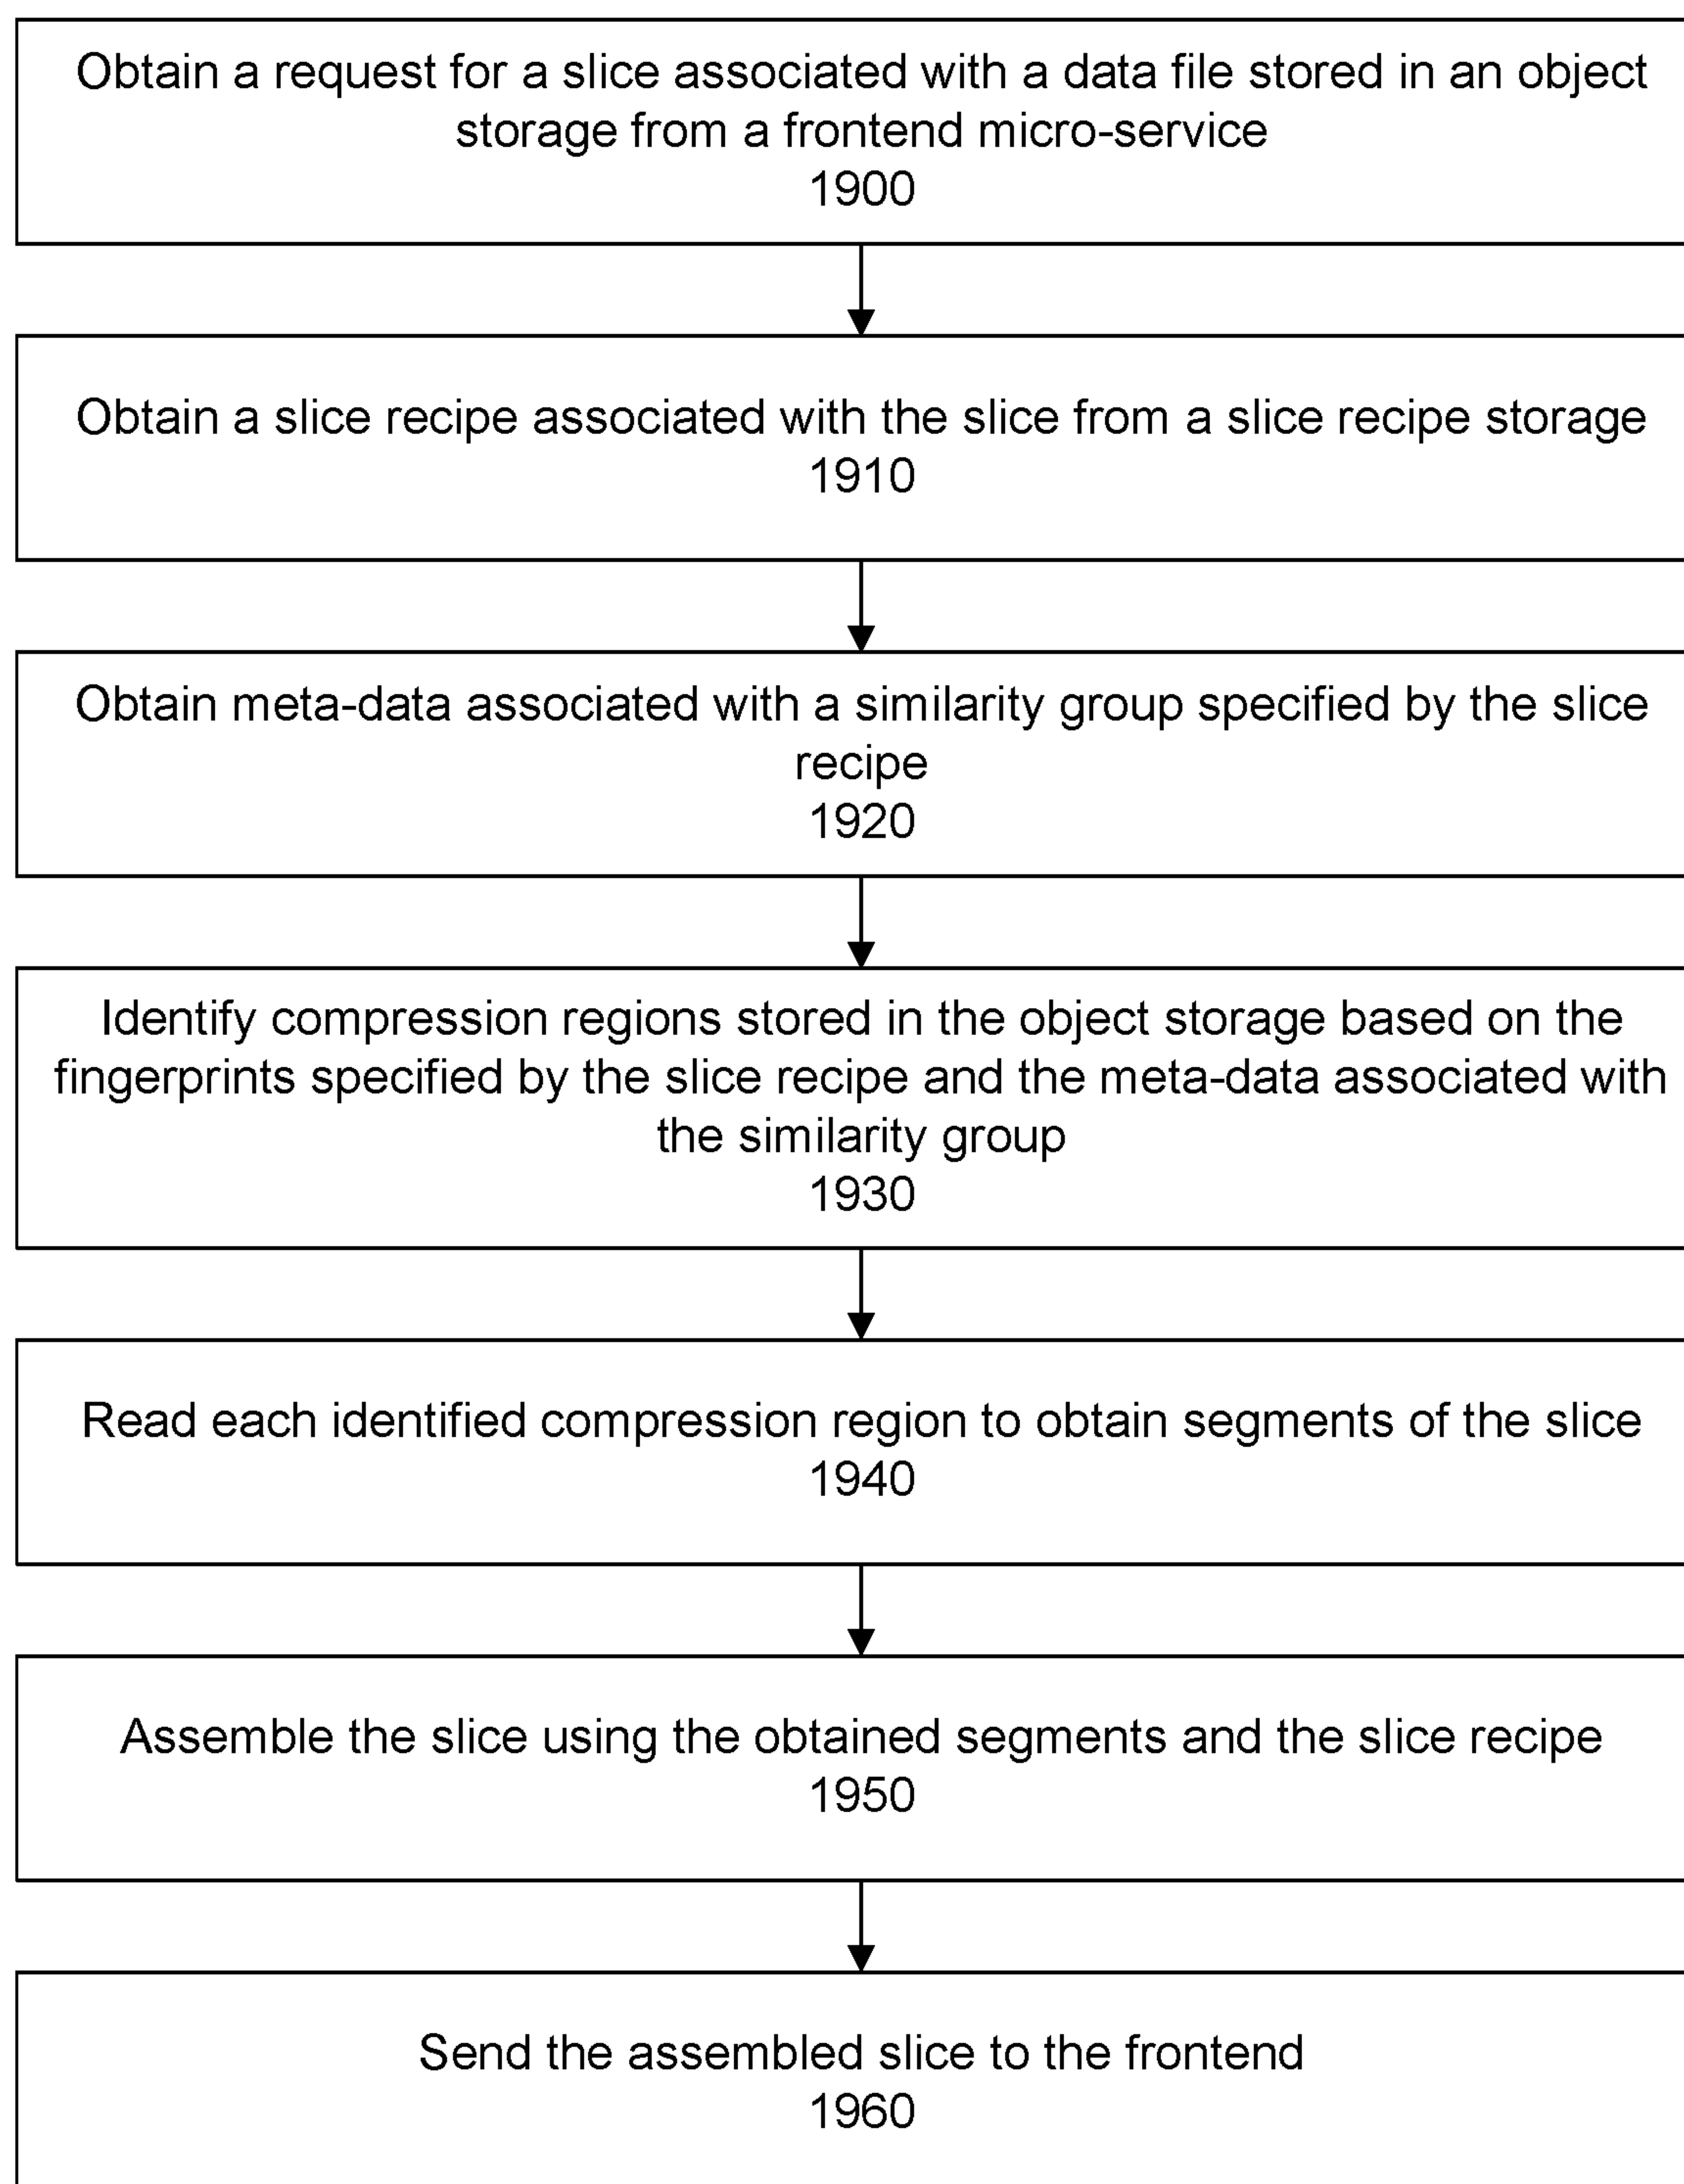 Obtain a request for a slice associated with a data file stored in an object
storage from a frontend micro-service
1900
Obtain a slice recipe associated with the slice from a slice recipe storage
1910
Obtain meta-data associated with a similarity group specified by the slice
recipe
1920
Identify compression regions stored in the object storage based on the
fingerprints specified by the slice recipe and the meta-data associated with
the similarity group
1930
Read each identified compression region to obtain segments of the slice
1940
Assemble the slice using the obtained segments and the slice recipe
1950
Send the assembled slice to the frontend
1960